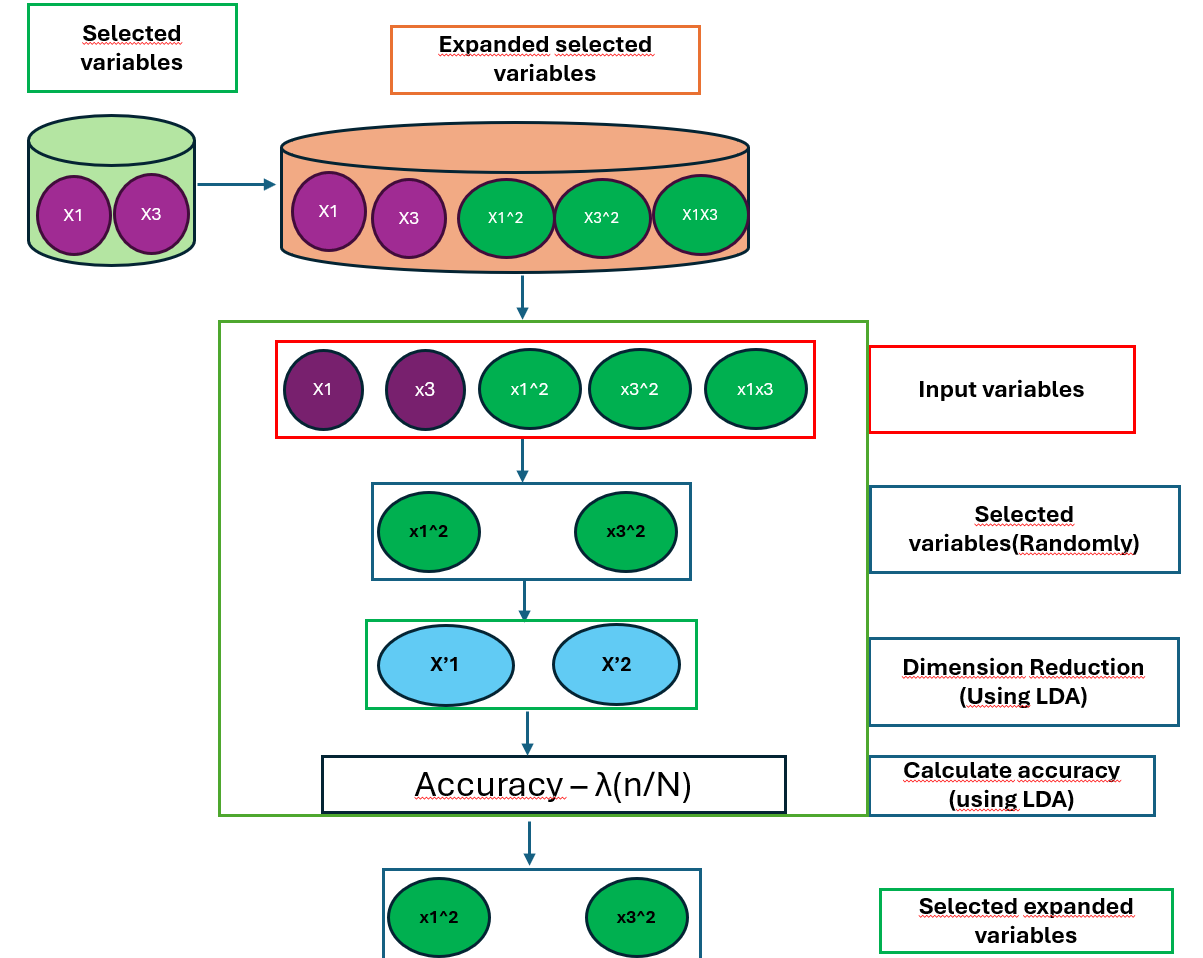 Selected
variables
Expanded selected
variables
X1
X3
X1
X3
X1^2
X3^2
X1X3
X1
x3
x1^2
x3^2
x1x3
Input variables
x1^2
x3^2
Selected
variables(Randomly)
X’1
X’2
Dimension Reduction
(Using LDA)
Accuracy – λ(n/N)
Calculate accuracy
(using LDA)
x1^2
x3^2
Selected expanded
variables